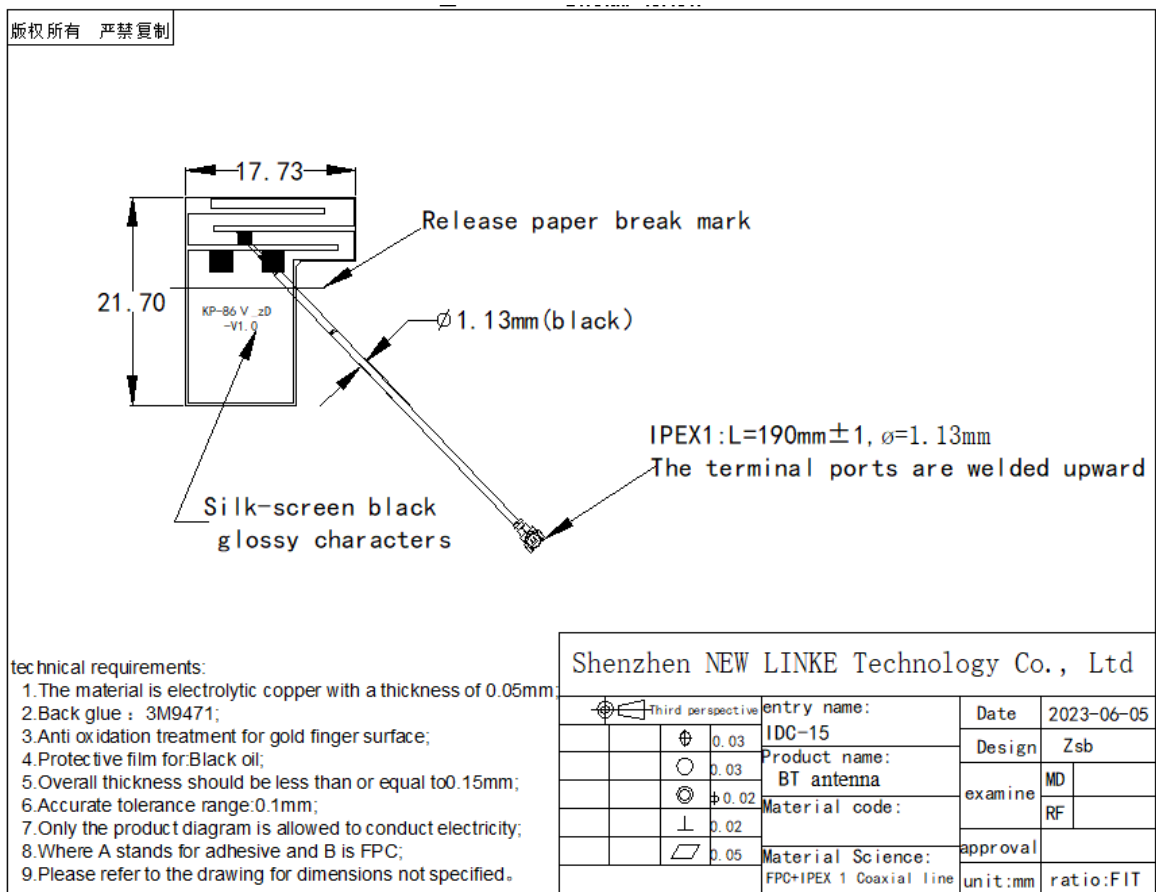 版权所有 严禁复制
17.73
Release paper break mark
21.70
KP-86V_zD
-V1.0
⌀1.13mm(black)
IPEX1:L=190mm±1, ø=1.13mm
The terminal ports are welded upward
Silk-screen black
glossy characters
technical requirements:
1.The material is electrolytic copper with a thickness of 0.05mm;
2.Back glue：3M9471;
3.Anti oxidation treatment for gold finger surface;
4.Protective film for:Black oil;
5.Overall thickness should be less than or equal to0.15mm;
6.Accurate tolerance range:0.1mm;
7.Only the product diagram is allowed to conduct electricity;
8.Where A stands for adhesive and B is FPC;
9.Please refer to the drawing for dimensions not specified。
Shenzhen NEW LINKE Technology Co., Ltd
Third perspective
0.03
0.03
ϕ0.02
0.02
0.05
entry name:
IDC-15
Product name:
BT antenna
Material code:
Material Science:
FPC+IPEX 1 Coaxial line
Date 2023-06-05
Design Zsb
examine MD
RF
approval
unit:mm ratio:FIT